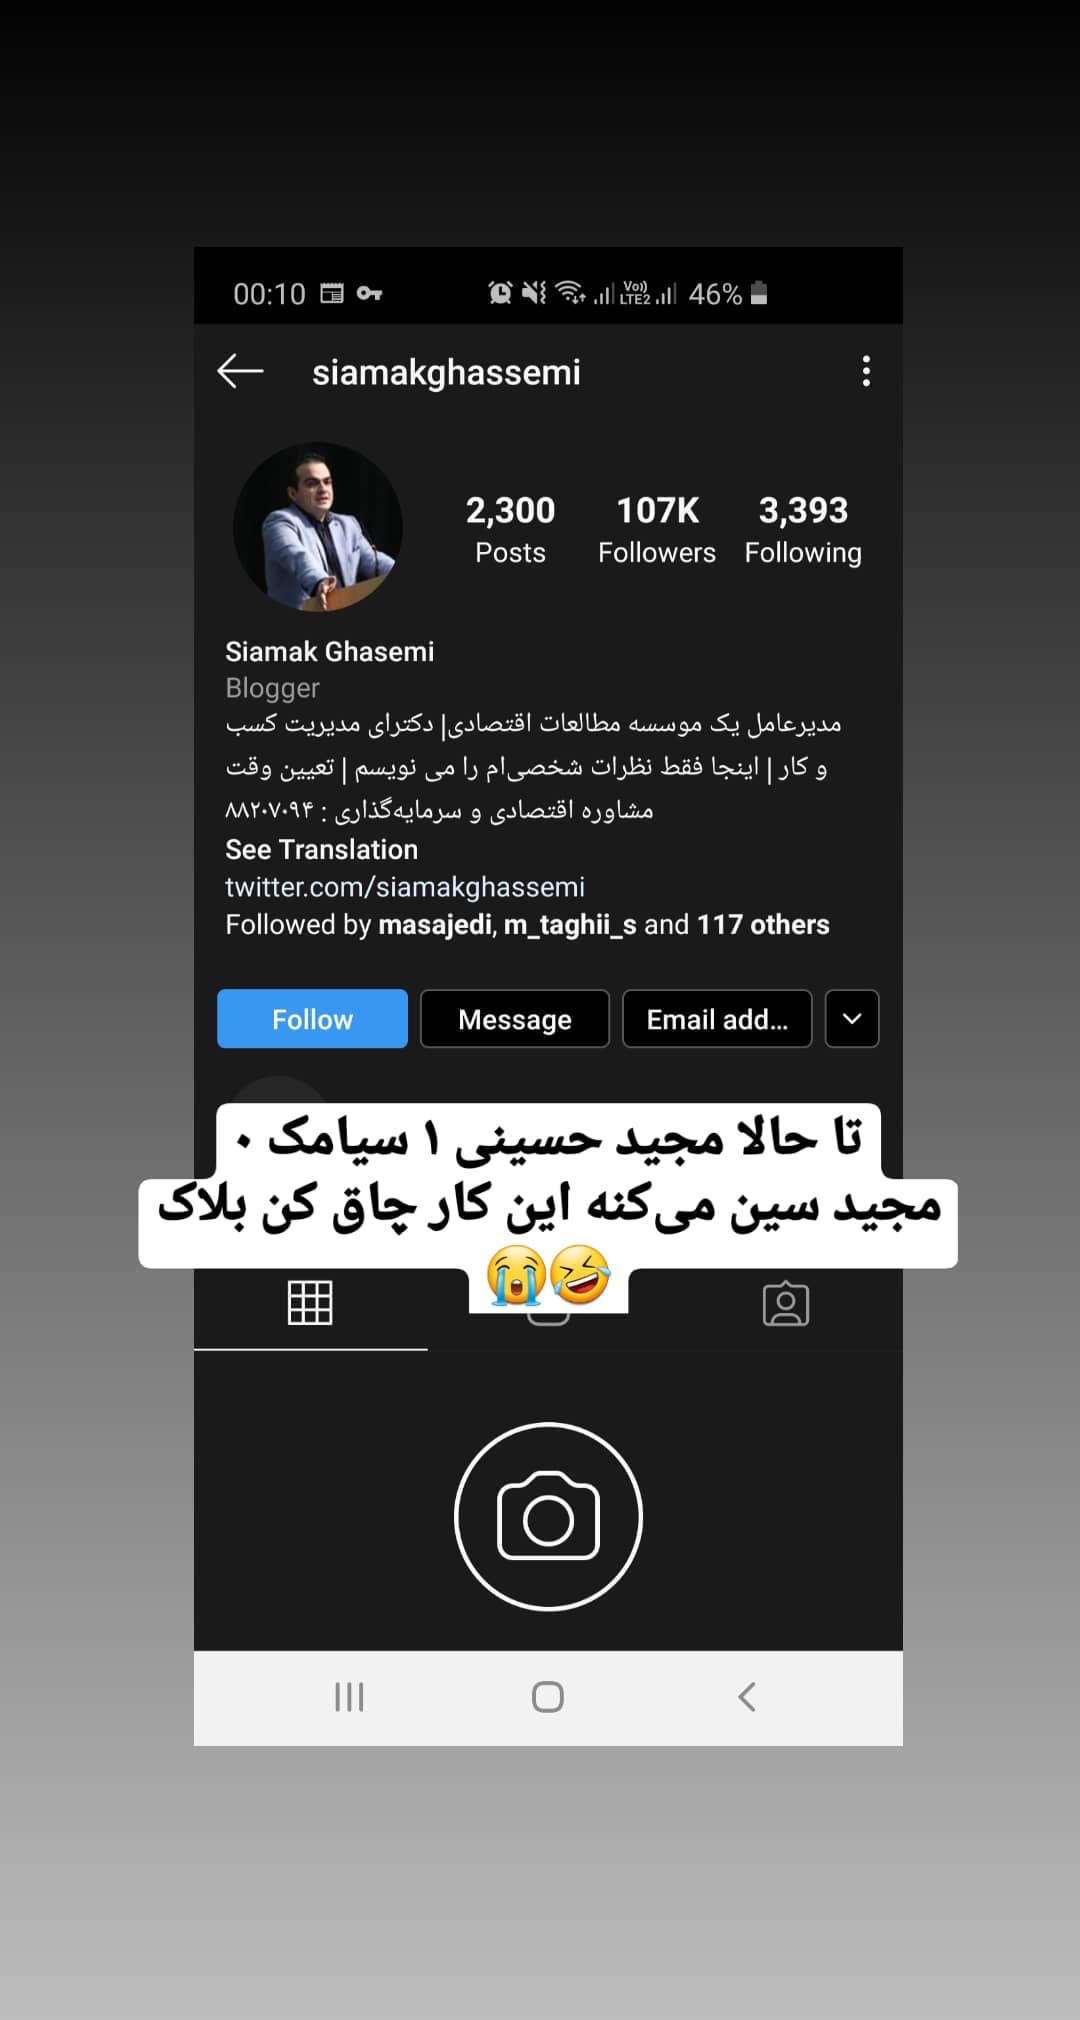 00:10
Vo))
LTE2
46%
siamakghassemi
2,300
107K
3,393
Posts
Followers
Following
Siamak Ghasemi
Blogger
مدیرعامل یک موسسه مطالعات اقتصادی| دکترای مدیریت کسب
و کار | اینجا فقط نظرات شخصی‌ام را می نویسم | تعیین وقت
مشاوره اقتصادی و سرمایه‌گذاری : ۸۸۲۰۷۰۹۴
See Translation
twitter.com/siamakghassemi
Followed by masajedi, m_taghii_s and 117 others
Follow
Message
Email add...
تا حالا مجید حسینی ۱ سیامک ۰
مجید سین می‌کنه این کار چاق کن بلاک
😭🤣